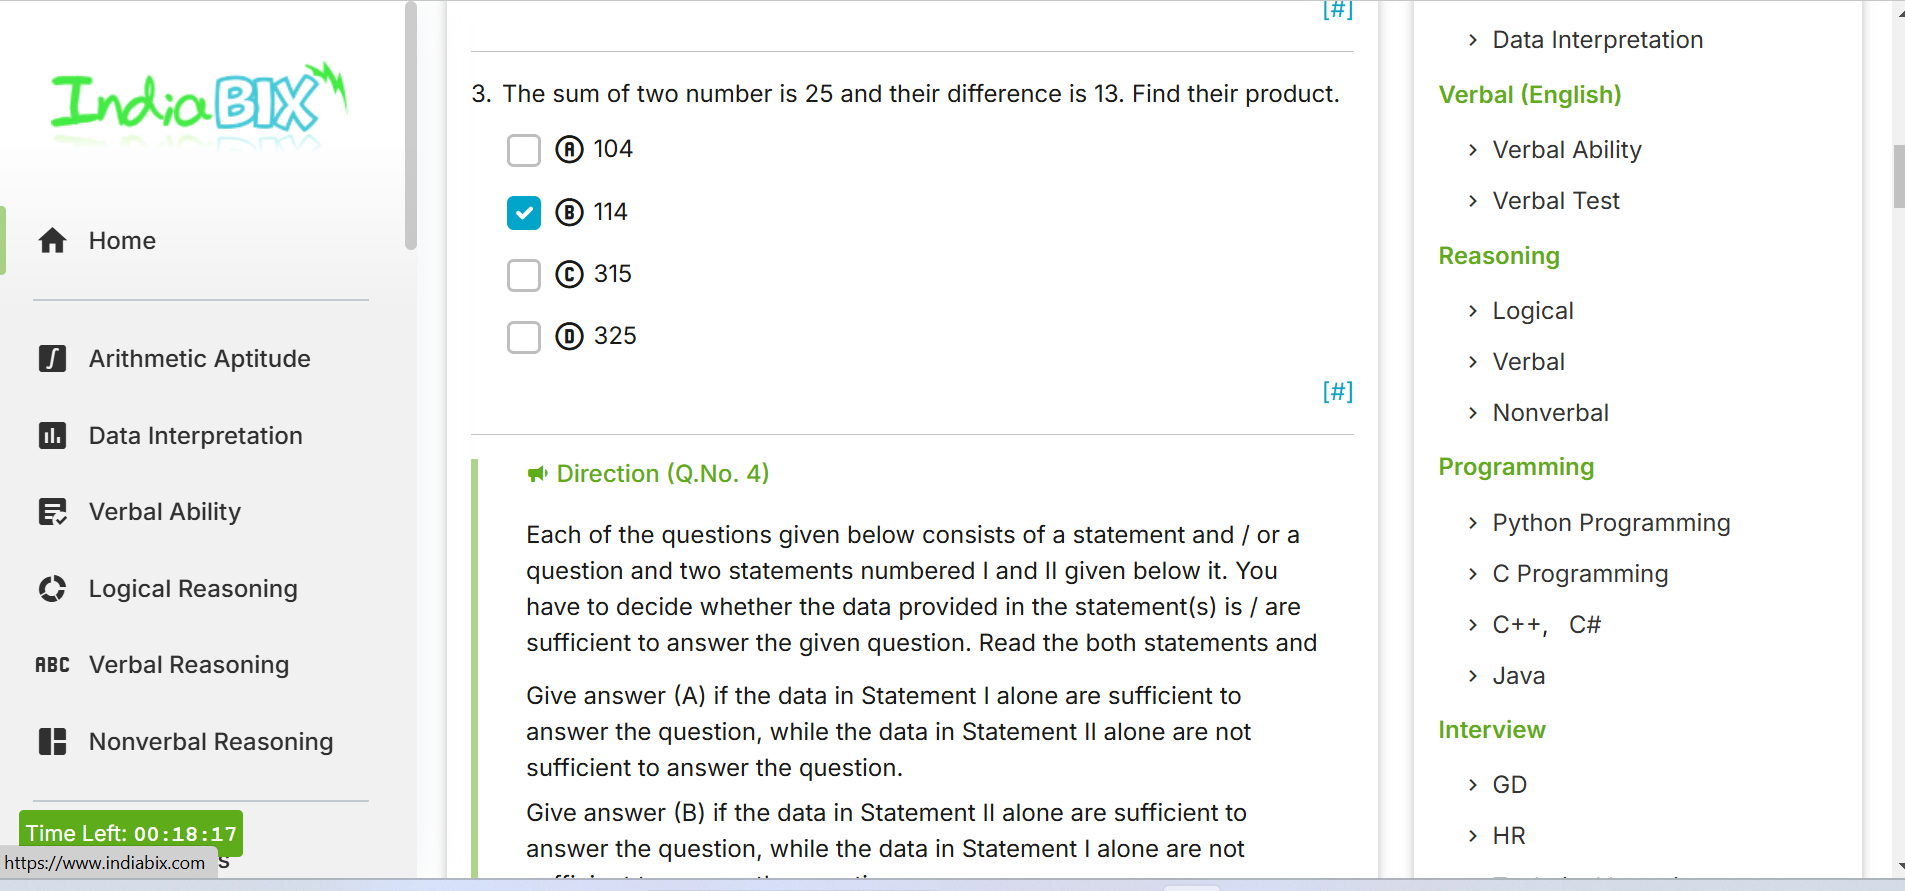 IndiaBIX
Home
Arithmetic Aptitude
Data Interpretation
Verbal Ability
Logical Reasoning
ABC Verbal Reasoning
Nonverbal Reasoning
Time Left: 00:18:17
https://www.indiabix.com
[#]
3. The sum of two number is 25 and their difference is 13. Find their product.
A 104
B 114
C 315
D 325
[#]
Direction (Q.No. 4)
Each of the questions given below consists of a statement and / or a
question and two statements numbered I and II given below it. You
have to decide whether the data provided in the statement(s) is / are
sufficient to answer the given question. Read the both statements and
Give answer (A) if the data in Statement I alone are sufficient to
answer the question, while the data in Statement II alone are not
sufficient to answer the question.
Give answer (B) if the data in Statement II alone are sufficient to
answer the question, while the data in Statement I alone are not
> Data Interpretation
Verbal (English)
> Verbal Ability
> Verbal Test
Reasoning
> Logical
> Verbal
> Nonverbal
Programming
> Python Programming
> C Programming
> C++, C#
> Java
Interview
> GD
> HR